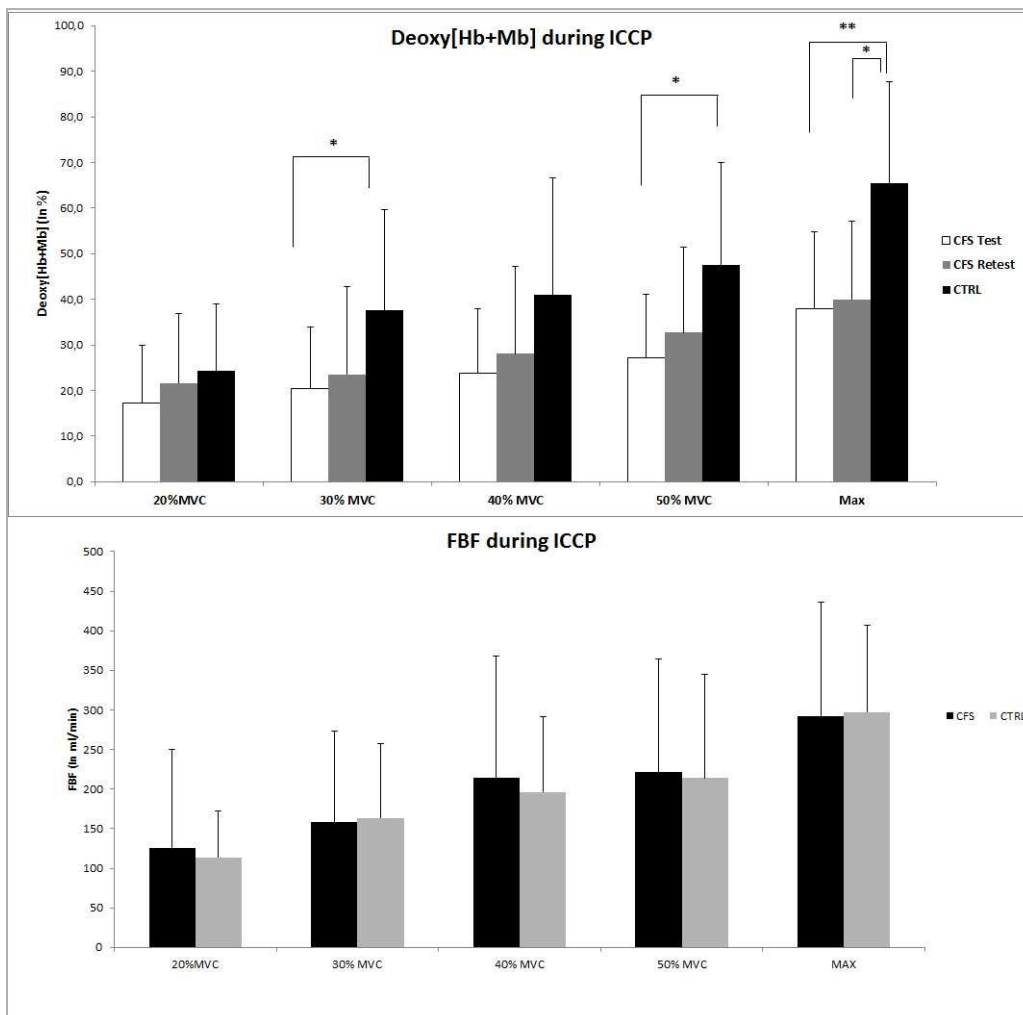 Deoxy[Hb+Mb] during ICCP
100,0
90,0
80,0
70,0
60,0
50,0
40,0
30,0
20,0
10,0
0,0
Deoxy[Hb+Mb] (In %)
*
*
**
*
20%MVC
30% MVC
40% MVC
50% MVC
Max
CFS Test
CFS Retest
CTRL
FBF during ICCP
500
450
400
350
300
250
200
150
100
50
0
FBF (In ml/min)
20%MVC
30% MVC
40% MVC
50% MVC
MAX
CFS CTRL